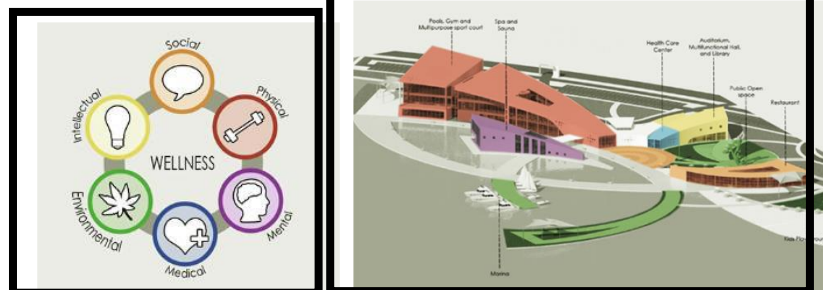 Social
Physical
Intellectual
WELLNESS
Environmental
Mental
Medical
Pools, Gym and
Multipurpose sport court
Spa and
Sauna
Health Care
Center
Auditorium,
Multifunctional Hall,
and Library
Public Open
space
Restaurant
Marina
Kids